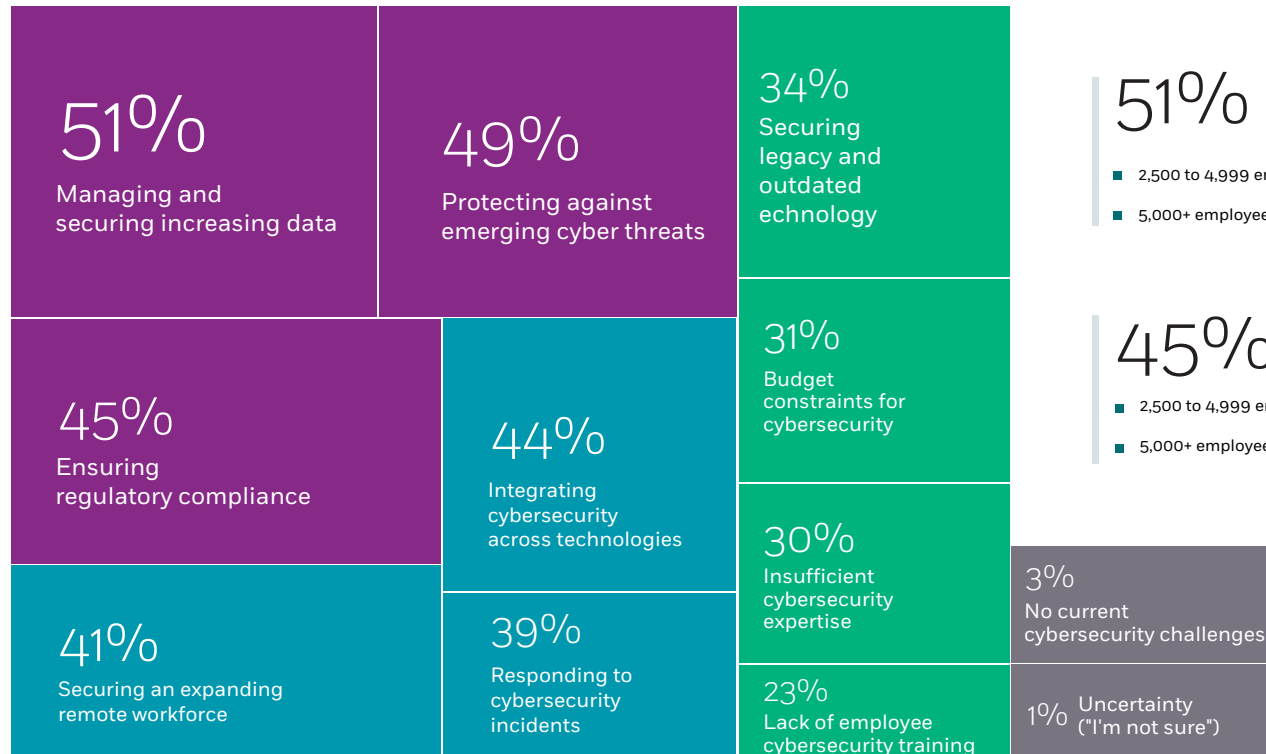 51%
Managing and
securing increasing data
49%
Protecting against
emerging cyber threats
34%
Securing
legacy and
outdated
echnology
51%
2,500 to 4,999
5,000+
45%
Ensuring
regulatory compliance
44%
Integrating
cybersecurity
across technologies
31%
Budget
constraints for
cybersecurity
45%
2,500 to 4,999
5,000+
41%
Securing an expanding
remote workforce
39%
Responding to
cybersecurity
incidents
30%
Insufficient
cybersecurity
expertise
23%
Lack of employee
cybersecurity training
3%
No current
cybersecurity challenges
1%
Uncertainty
("I'm not sure")